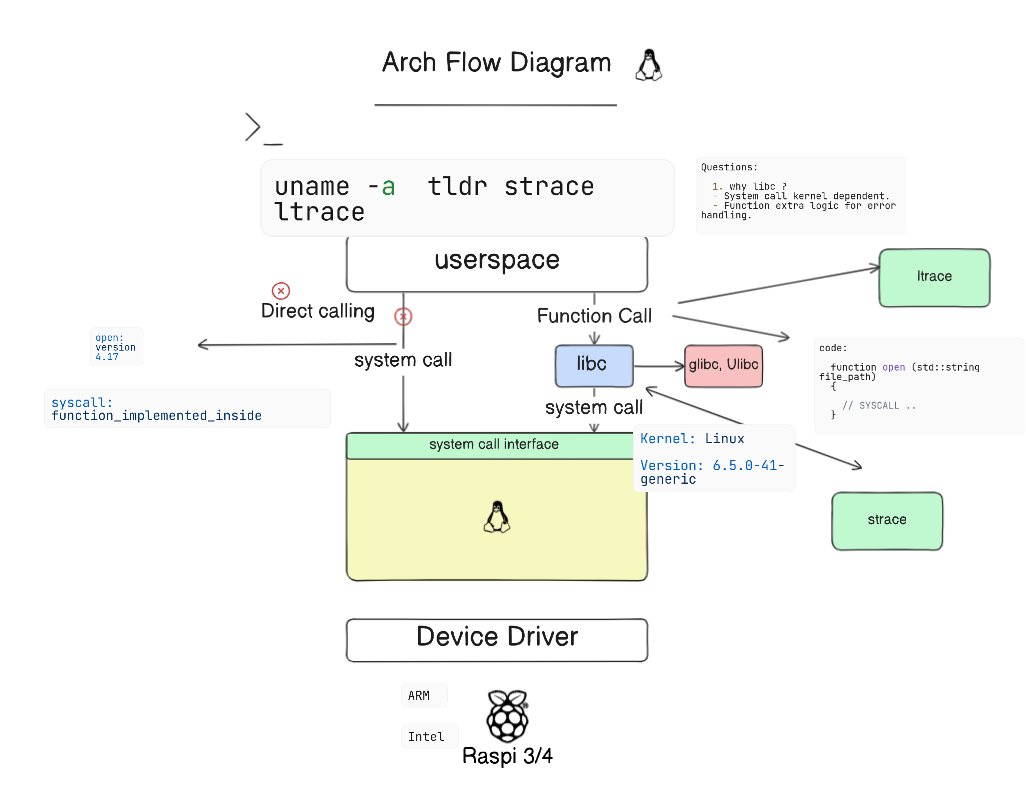 Arch Flow Diagram
>_
uname -a  tldr strace
ltrace
Questions:
1. why libc ?
- System call kernel dependent.
- Function extra logic for error
handling.
userspace
ltrace
Direct calling
Function Call
open:
version
4.17
system call
libc
glibc, Ulibc
code:
function open (std::string
file_path)
{
// SYSCALL ..
}
syscall:
function_implemented_inside
system call
system call interface
Kernel: Linux
Version: 6.5.0-41-
generic
strace
Device Driver
ARM
Intel
Raspi 3/4